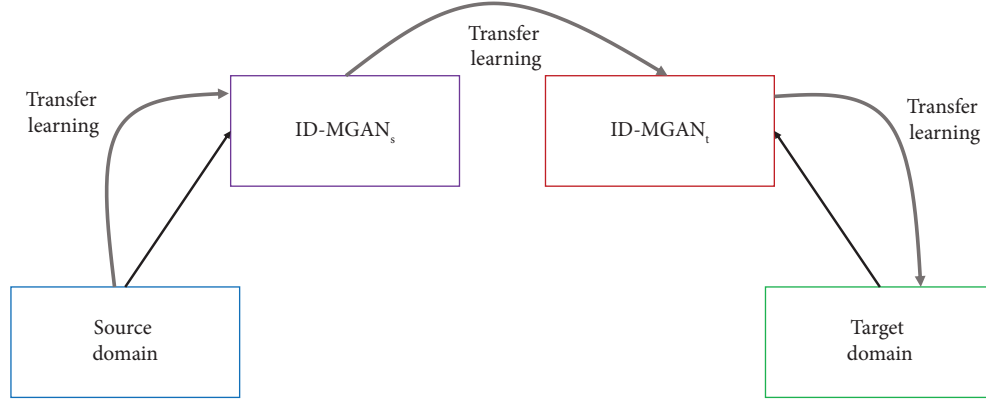 Transfer
learning
Transfer
learning
Transfer
learning
ID-MGANₛ
ID-MGANₜ
Source
domain
Target
domain